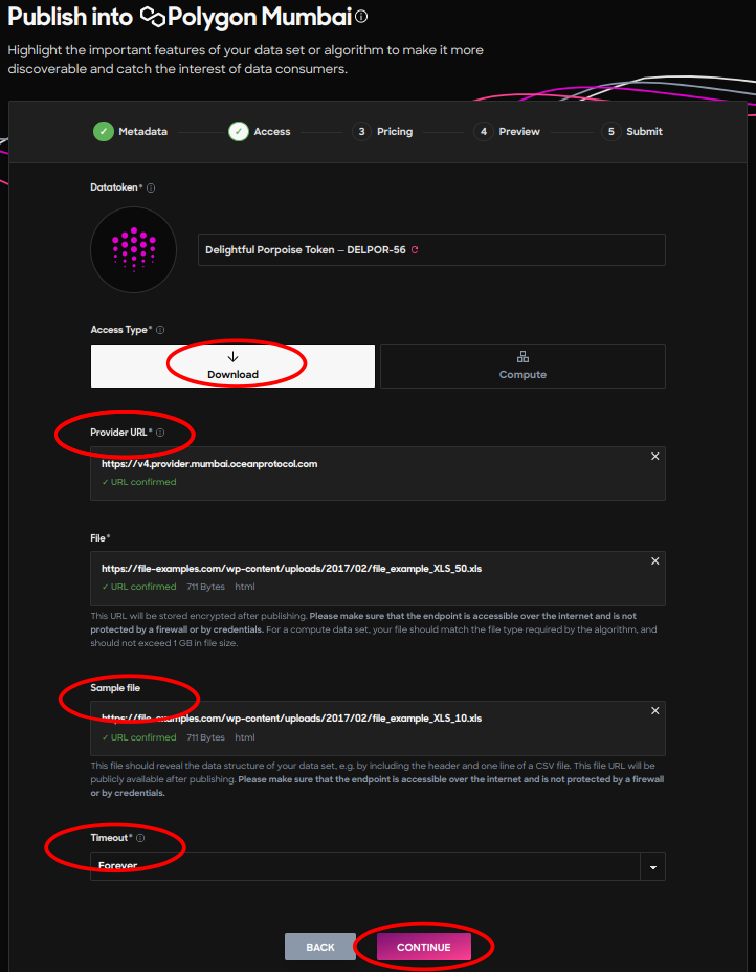 Publish into Polygon Mumbai
Highlight the important features of your data set or algorithm to make it more
discoverable and catch the interest of data consumers.
Metadata Access 3 Pricing 4 Preview 5 Submit
Datatoken*
Delightful Porpoise Token — DELPOR-56
Access Type*
Download Compute
Provider URL*
https://v4.provider.mumbai.oceanprotocol.com
✓ URL confirmed
File*
https://file-examples.com/wp-content/uploads/2017/02/file_example_XLS_50.xls
✓ URL confirmed 711 Bytes html
This URL will be stored encrypted after publishing. Please make sure that the endpoint is accessible over the internet and is not
protected by a firewall or by credentials. For a compute data set, your file should match the file type required by the algorithm, and
should not exceed 1 GB in file size.
Sample file
https://file-examples.com/wp-content/uploads/2017/02/file_example_XLS_10.xls
✓ URL confirmed 711 Bytes html
This file should reveal the data structure of your data set, e.g. by including the header and one line of a CSV file. This file URL will be
publicly available after publishing. Please make sure that the endpoint is accessible over the internet and is not protected by a firewall
or by credentials.
Timeout*
Forever
BACK CONTINUE